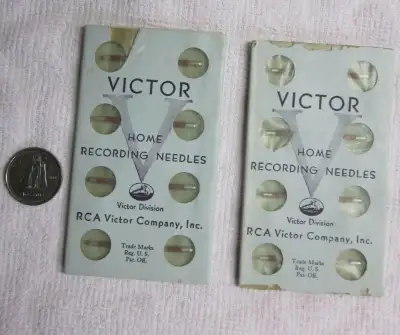 VICTOR
V
HOME
RECORDING NEEDLES
Victor Division
RCA Victor Company, Inc.
Trade Marks
Reg. U. S.
Pat. Off.
VICTOR
V
HOME
RECORDING NEEDLES
Victor Division
RCA Victor Company, Inc.
Trade Marks
Reg. U. S.
Pat. Off.